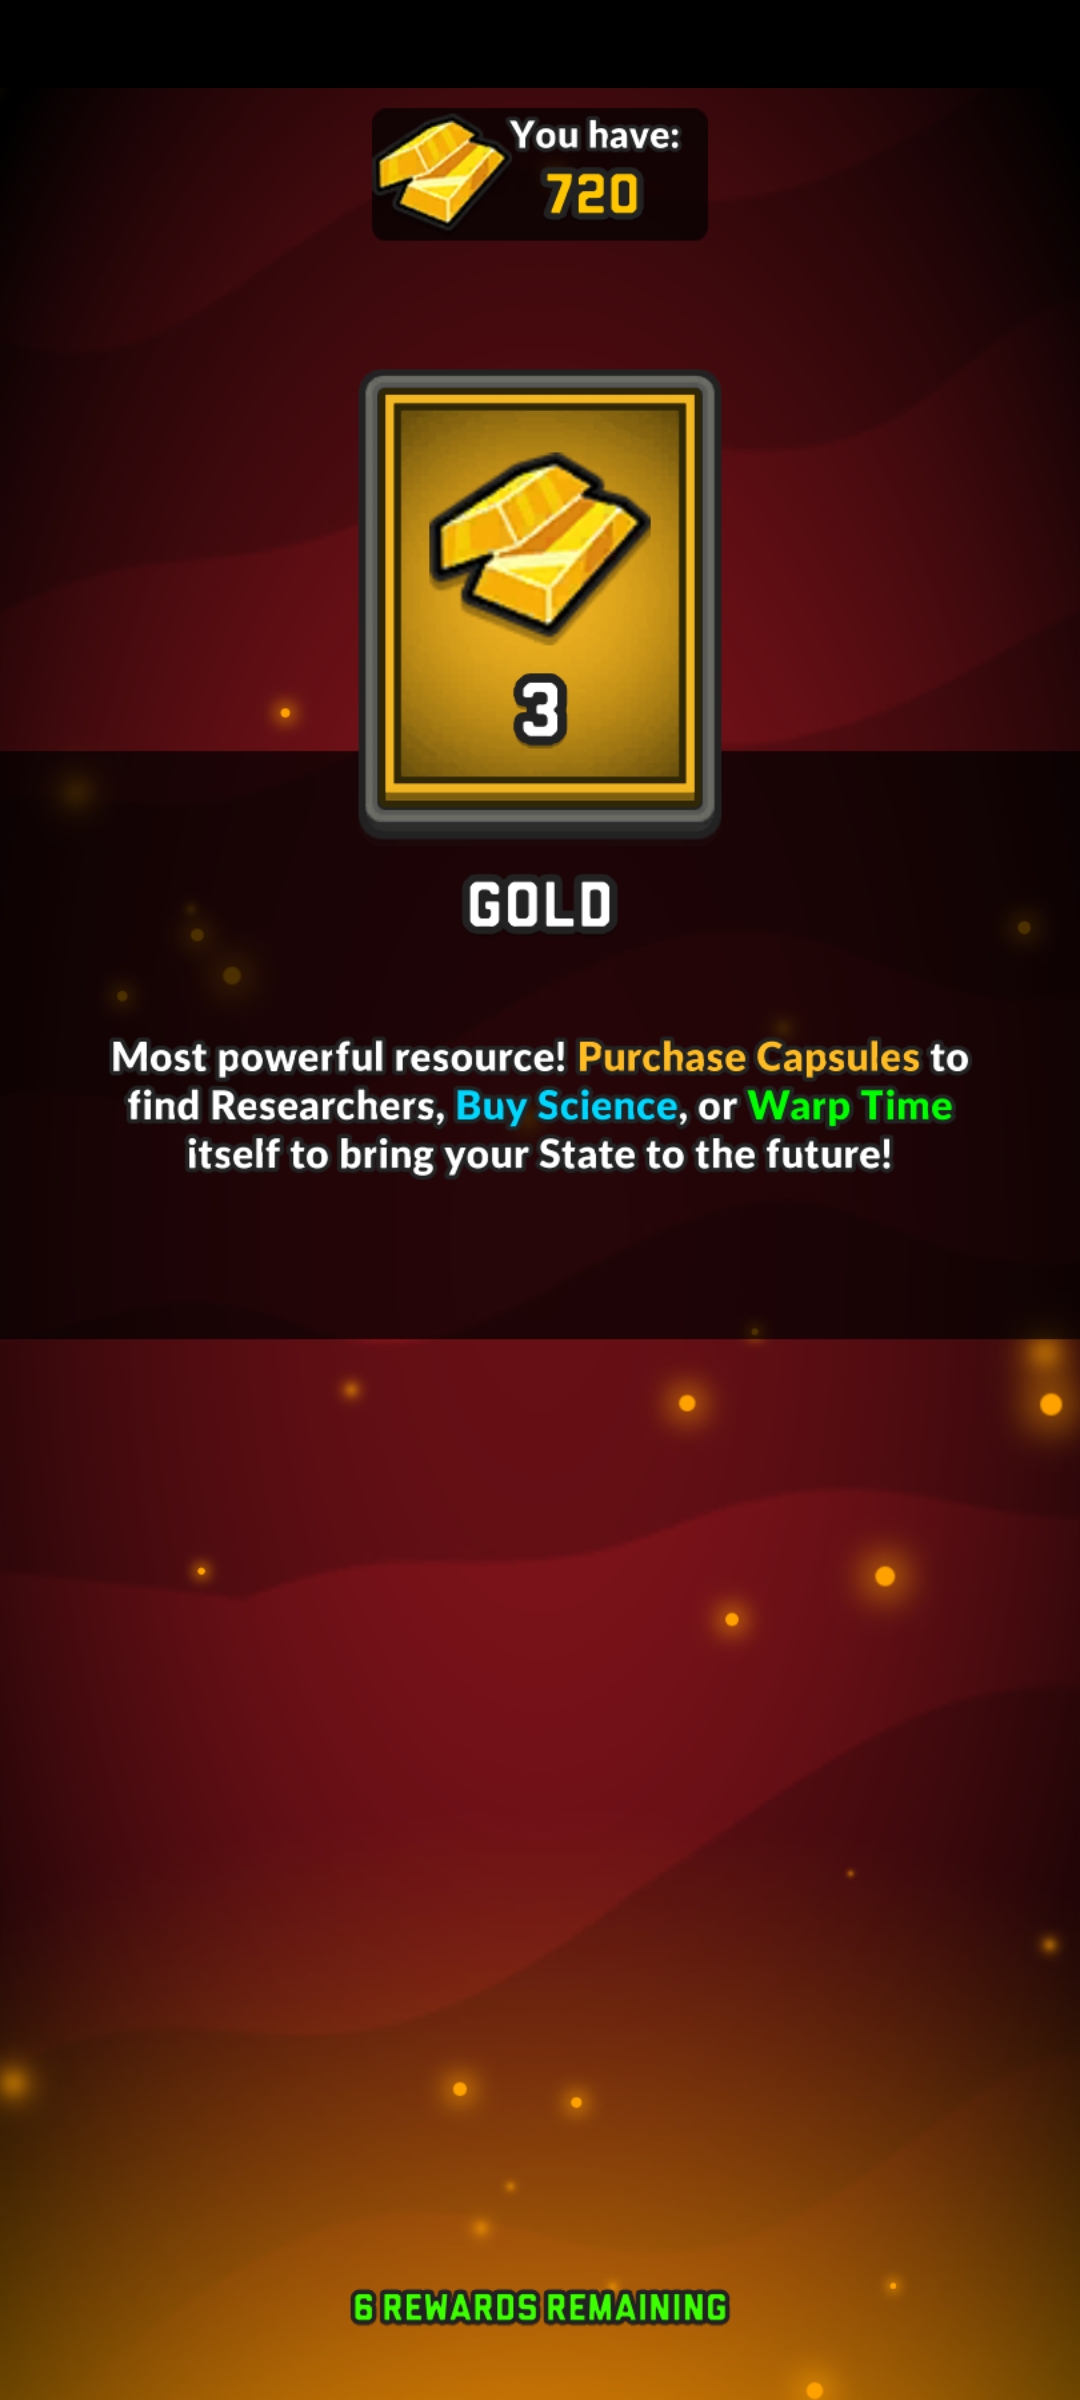 You have:
720
3
GOLD
Most powerful resource! Purchase Capsules to
find Researchers, Buy Science, or Warp Time
itself to bring your State to the future!
6 REWARDS REMAINING